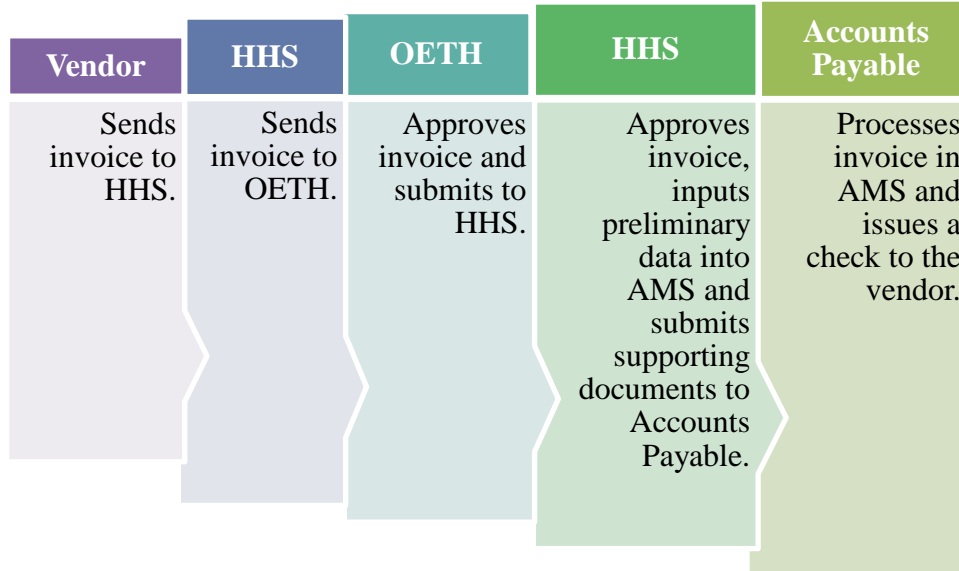 Vendor
Sends
invoice to
HHS.
HHS
Sends
invoice to
OETH.
OETH
Approves
invoice and
submits to
HHS.
HHS
Approves
invoice,
inputs
preliminary
data into
AMS and
submits
supporting
documents to
Accounts
Payable.
Accounts
Payable
Processes
invoice in
AMS and
issues a
check to the
vendor.